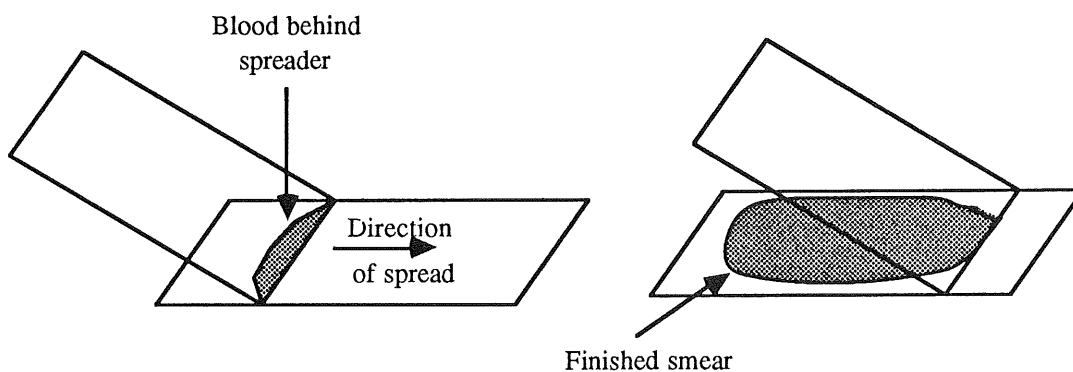 Blood behind
spreader
Direction
of spread
Finished smear